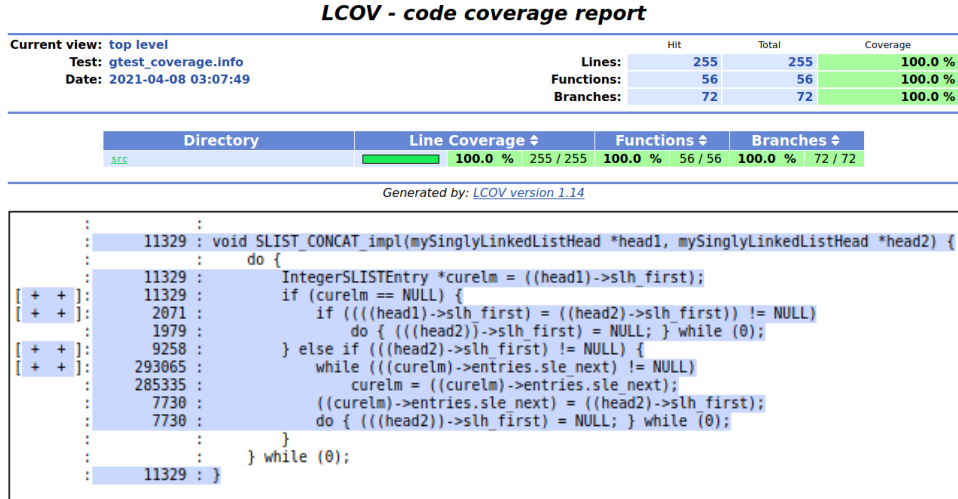 LCOV - code coverage report
Current view: top level
Hit Total Coverage
Test: gtest_coverage.info
Lines: 255 255 100.0 %
Date: 2021-04-08 03:07:49
Functions: 56 56 100.0 %
Branches: 72 72 100.0 %
Directory Line Coverage Functions Branches
src 100.0 % 255 / 255 100.0 % 56 / 56 100.0 % 72 / 72
Generated by: LCOV version 1.14
: :
: 11329 : void SLIST_CONCAT_impl(mySinglyLinkedListHead *head1, mySinglyLinkedListHead *head2) {
: : do {
: 11329 : IntegerSLISTEntry *curelm = ((head1)->slh_first);
[ + + ]: 11329 : if (curelm == NULL) {
[ + + ]: 2071 : if ((((head1)->slh_first) = ((head2)->slh_first)) != NULL)
: 1979 : do { (((head2))->slh_first) = NULL; } while (0);
[ + + ]: 9258 : } else if (((head2)->slh_first) != NULL) {
[ + + ]: 293065 : while (((curelm)->entries.sle_next) != NULL)
: 285335 : curelm = ((curelm)->entries.sle_next);
: 7730 : ((curelm)->entries.sle_next) = ((head2)->slh_first);
: 7730 : do { (((head2))->slh_first) = NULL; } while (0);
: : }
: : } while (0);
: 11329 : }